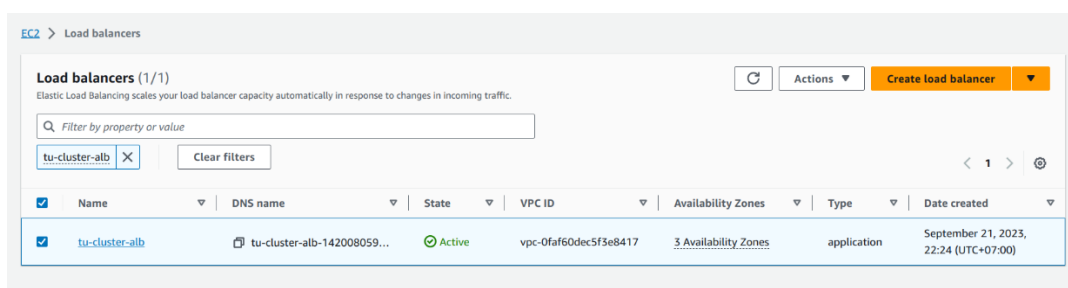 EC2 > Load balancers
Load balancers (1/1)
Actions
Create load balancer
Elastic Load Balancing scales your load balancer capacity automatically in response to changes in incoming traffic.
Filter by property or value
tu-cluster-alb
Clear filters
< 1 >
Name DNS name State VPC ID Availability Zones Type Date created
tu-cluster-alb tu-cluster-alb-142008059... Active vpc-0faf60dec5f3e8417 3 Availability Zones application September 21, 2023,
22:24 (UTC+07:00)